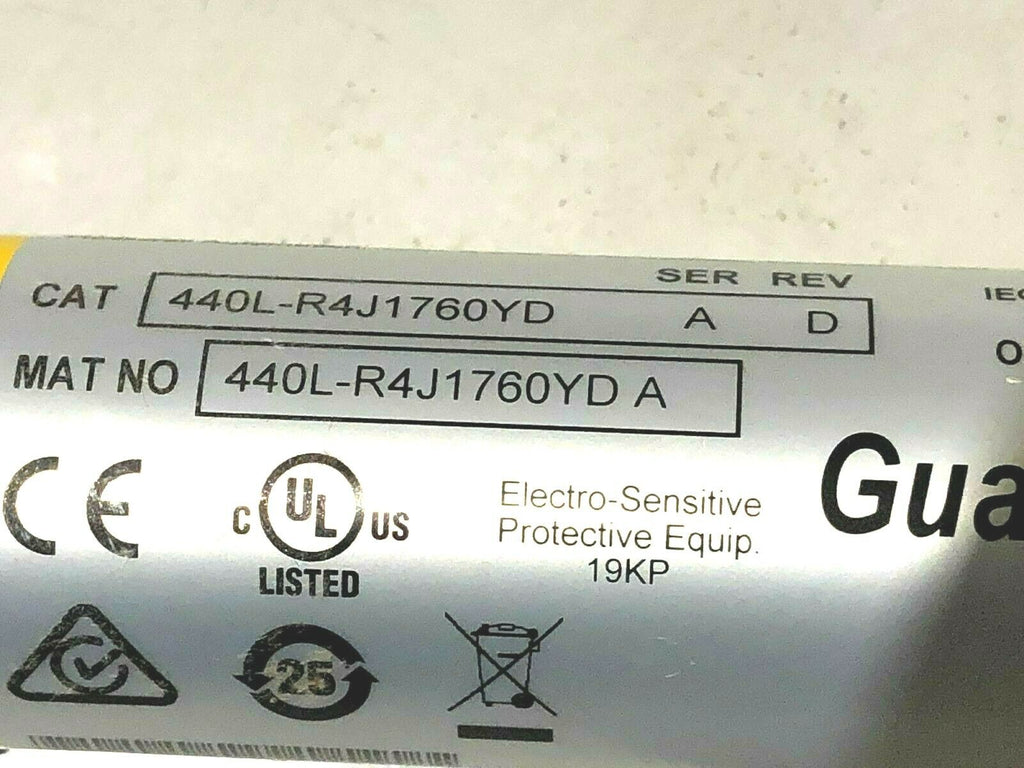 SER REV
CAT 440L-R4J1760YD A D
MAT NO 440L-R4J1760YD A
CE
C UL US
LISTED
Electro-Sensitive
Protective Equip.
19KP
25